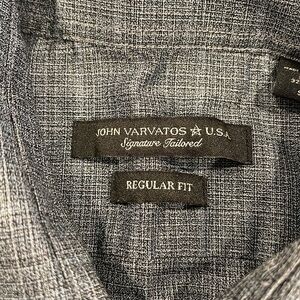 JOHN VARVATOS ☆ U.S.A
Signature Tailored
REGULAR FIT